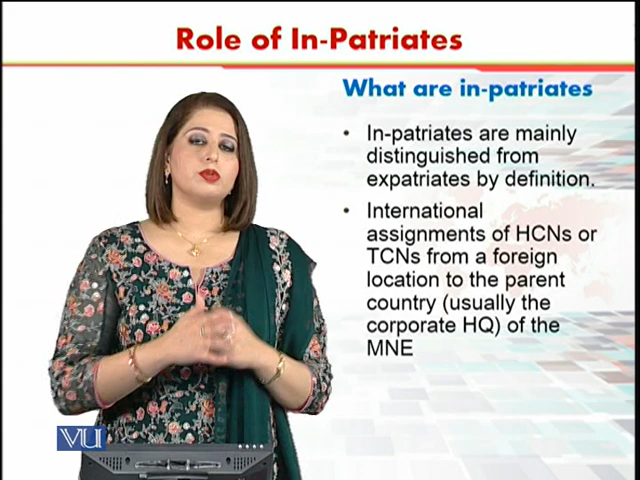 Role of In-Patriates
What are in-patriates
• In-patriates are mainly
distinguished from
expatriates by definition.
• International
assignments of HCNs or
TCNs from a foreign
location to the parent
country (usually the
corporate HQ) of the
MNE
VU